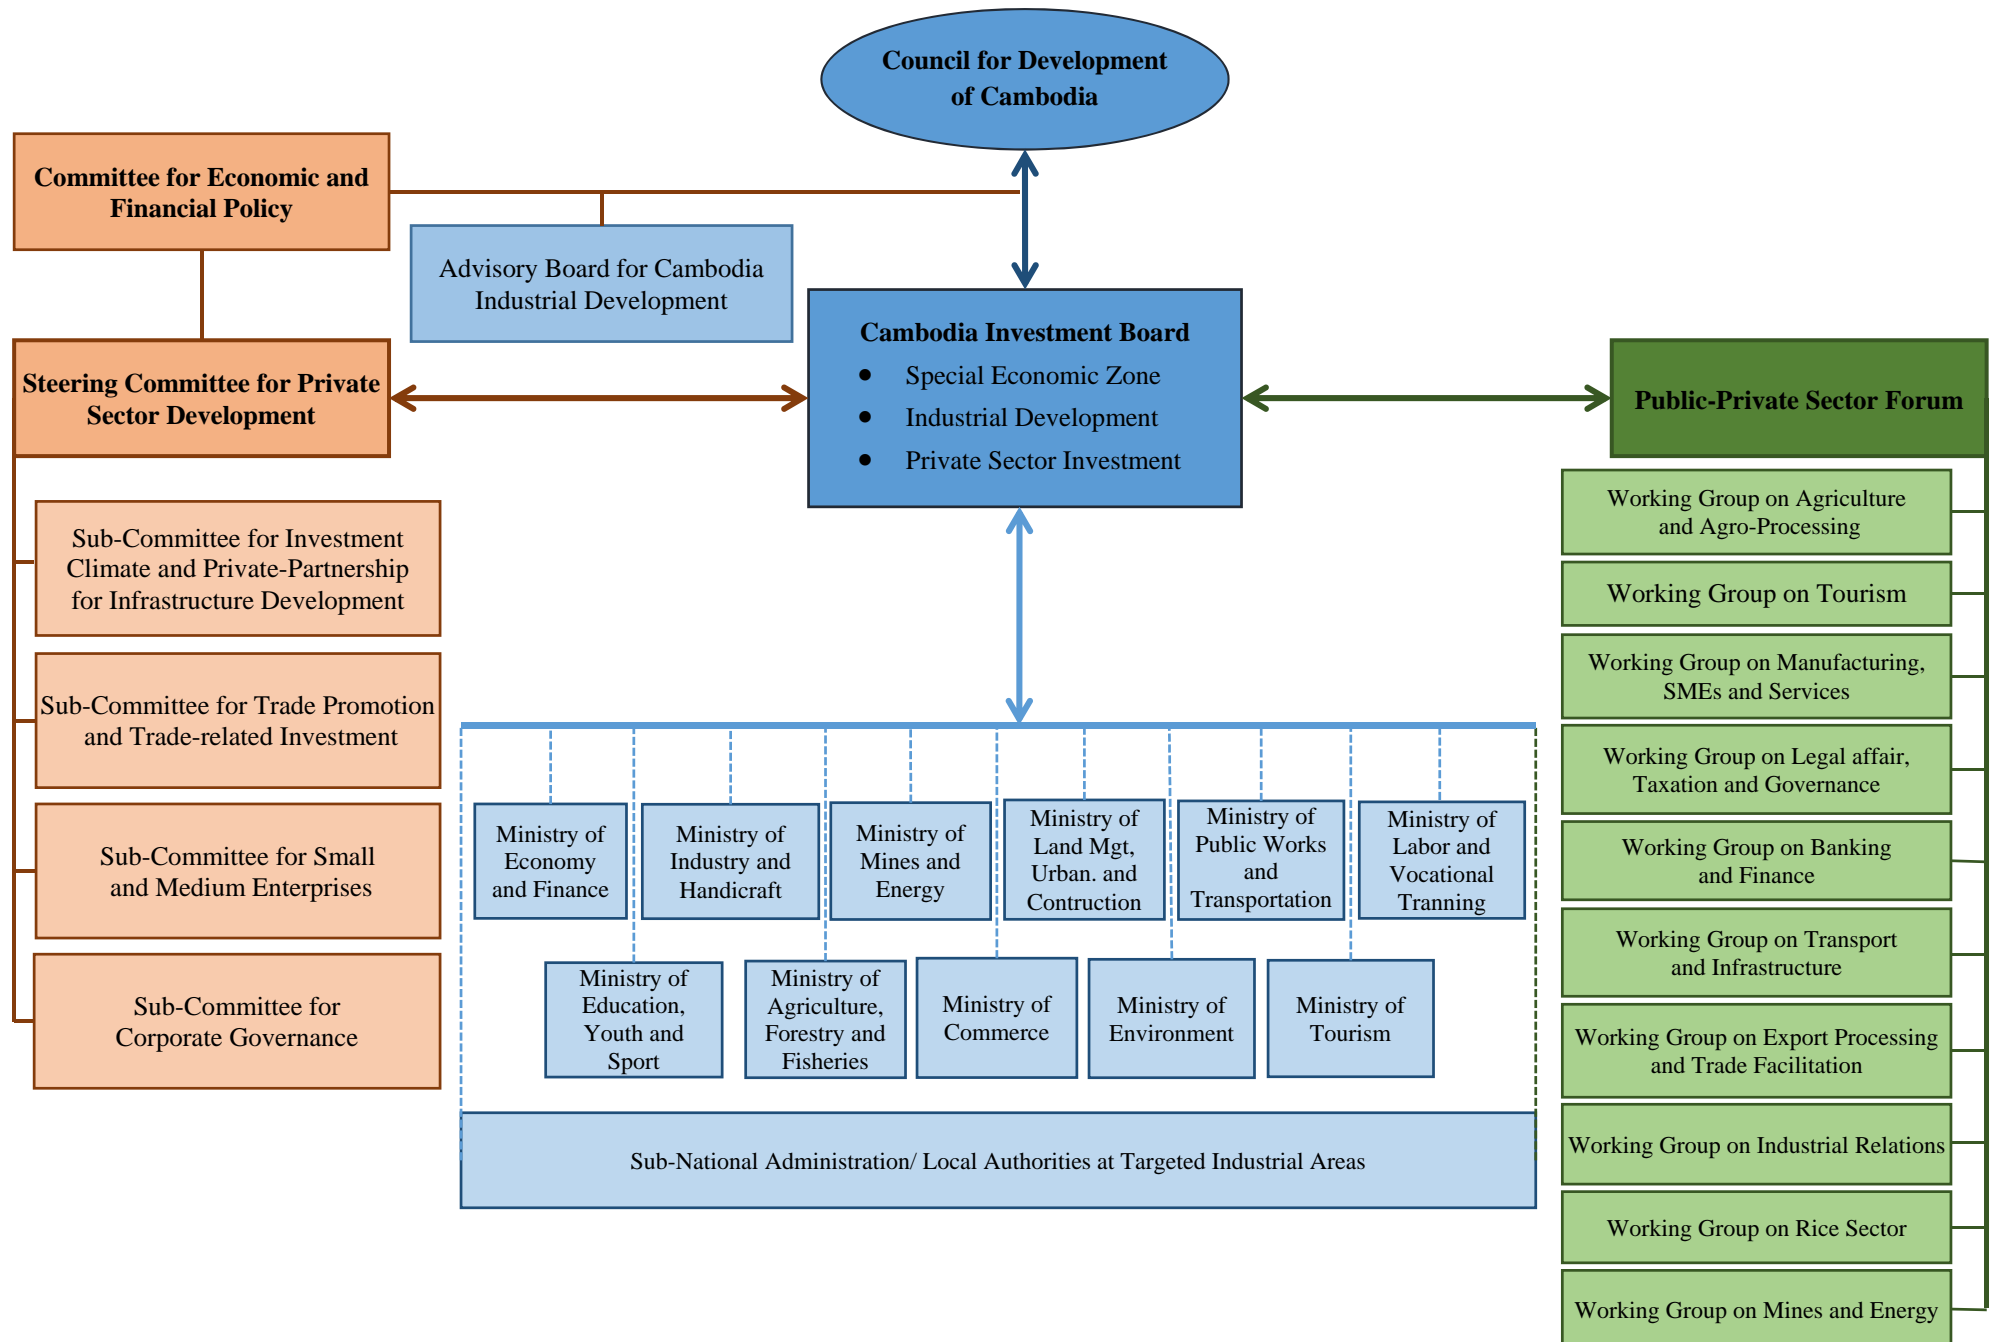 Council for Development
of Cambodia
Committee for Economic and
Financial Policy
Advisory Board for Cambodia
Industrial Development
Cambodia Investment Board
• Special Economic Zone
• Industrial Development
• Private Sector Investment
Steering Committee for Private
Sector Development
Public-Private Sector Forum
Sub-Committee for Investment
Climate and Private-Partnership
for Infrastructure Development
Sub-Committee for Trade Promotion
and Trade-related Investment
Sub-Committee for Small
and Medium Enterprises
Sub-Committee for
Corporate Governance
Ministry of
Economy
and Finance
Ministry of
Industry and
Handicraft
Ministry of
Mines and
Energy
Ministry of
Land Mgt,
Urban. and
Contruction
Ministry of
Public Works
and
Transportation
Ministry of
Labor and
Vocational
Tranning
Ministry of
Education,
Youth and
Sport
Ministry of
Agriculture,
Forestry and
Fisheries
Ministry of
Commerce
Ministry of
Environment
Ministry of
Tourism
Sub-National Administration/ Local Authorities at Targeted Industrial Areas
Working Group on Agriculture
and Agro-Processing
Working Group on Tourism
Working Group on Manufacturing,
SMEs and Services
Working Group on Legal affair,
Taxation and Governance
Working Group on Banking
and Finance
Working Group on Transport
and Infrastructure
Working Group on Export Processing
and Trade Facilitation
Working Group on Industrial Relations
Working Group on Rice Sector
Working Group on Mines and Energy